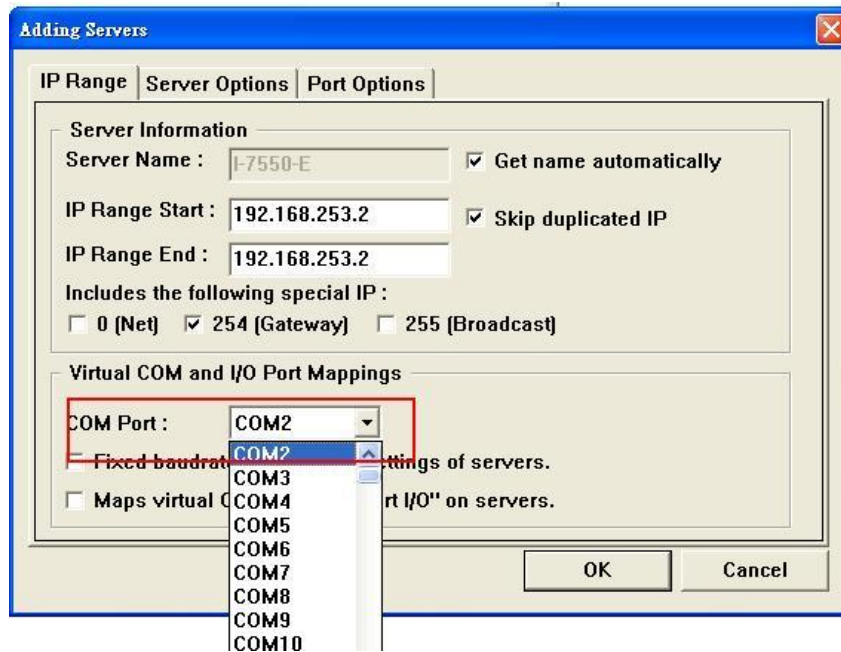 Adding Servers
IP Range Server Options Port Options
Server Information
Server Name : I-7550-E Get name automatically
IP Range Start : 192.168.253.2 Skip duplicated IP
IP Range End : 192.168.253.2
Includes the following special IP :
0 (Net) 254 (Gateway) 255 (Broadcast)
Virtual COM and I/O Port Mappings
COM Port : COM2
Fixed baudrat ettings of servers.
Maps virtual rt I/O" on servers.
COM2
COM3
COM4
COM5
COM6
COM7
COM8
COM9
COM10
OK Cancel